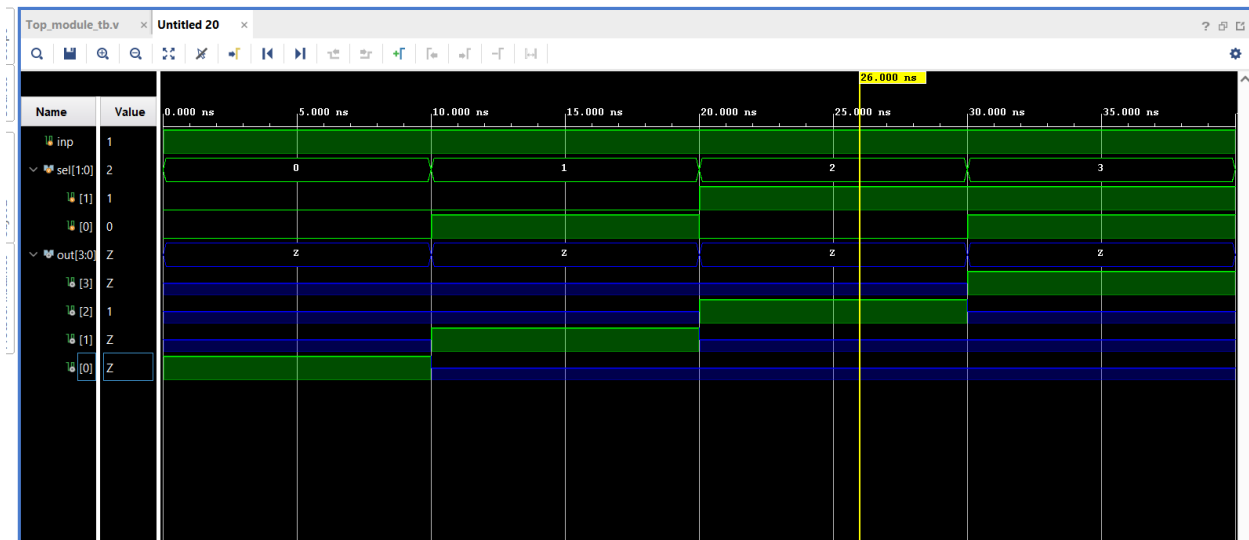 Top_module_tb.v × Untitled 20 ×
?
26.000 ns
Name Value 0.000 ns 5.000 ns 10.000 ns 15.000 ns 20.000 ns 25.000 ns 30.000 ns 35.000 ns
inp 1
sel[1:0] 2 0 1 2 3
[1] 1
[0] 0
out[3:0] Z Z Z Z Z
[3] Z
[2] 1
[1] Z
[0] Z